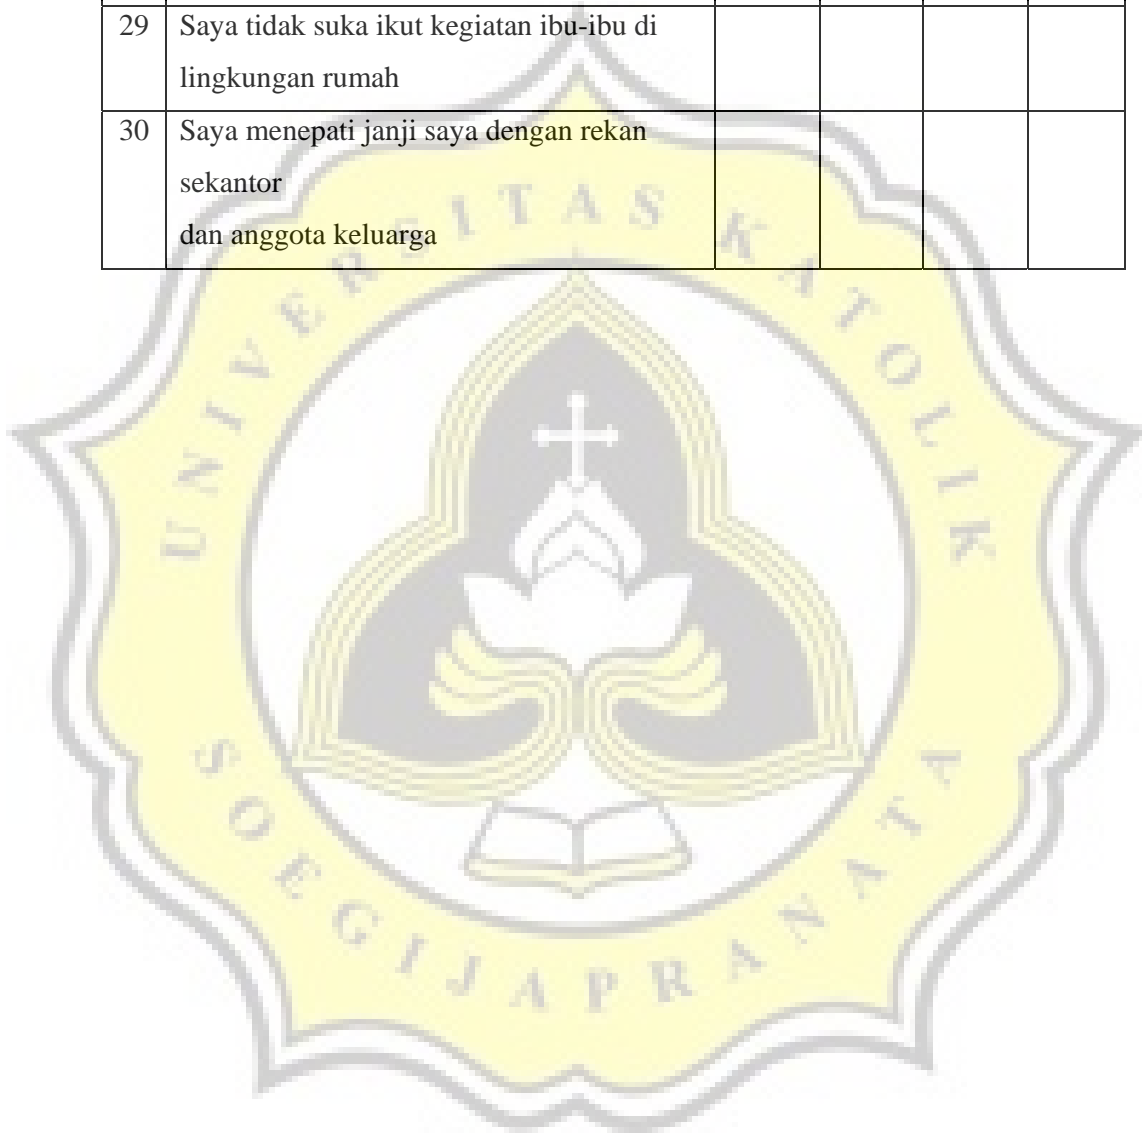 29 Saya tidak suka ikut kegiatan ibu-ibu di
lingkungan rumah
30 Saya menepati janji saya dengan rekan
sekantor
dan anggota keluarga
UNIVERSITAS KATOLIK
SOEGIJAPRANATA